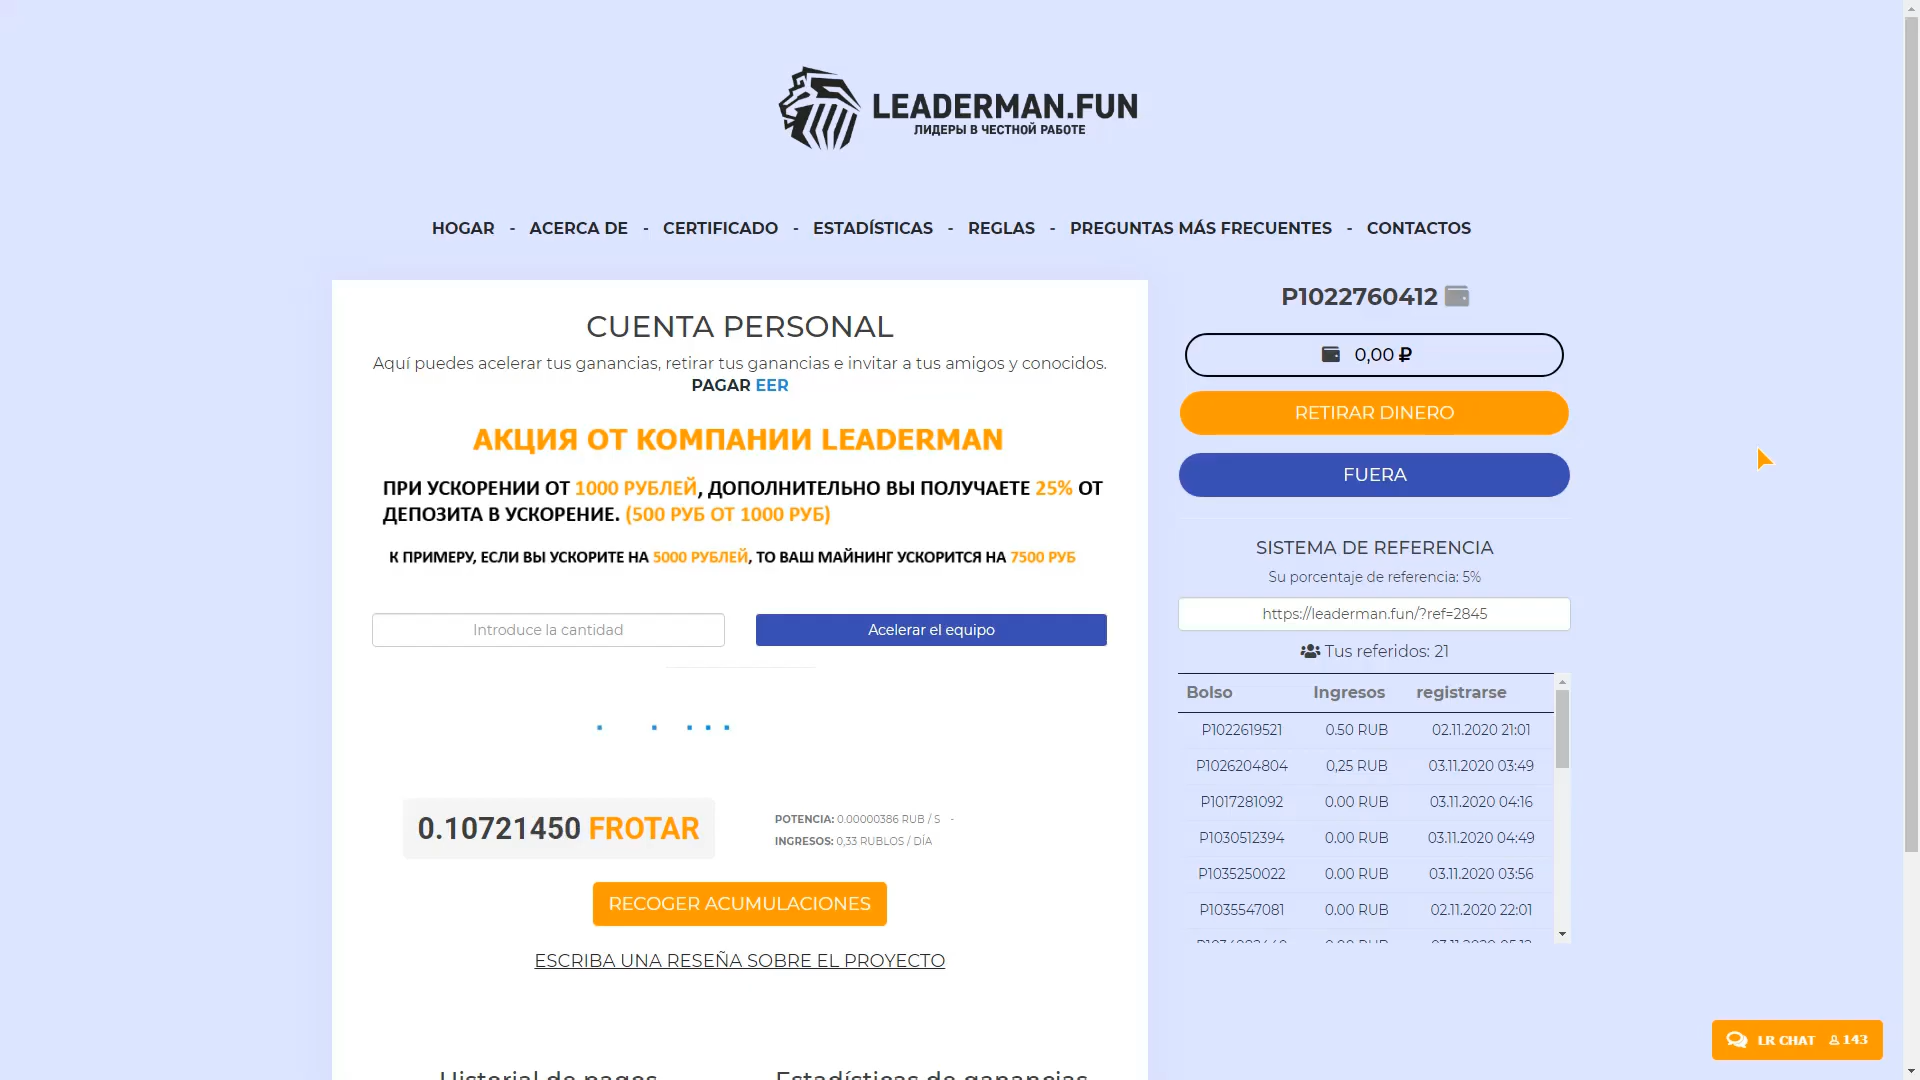 LEADERMAN.FUN
ЛИДЕРЫ В ЧЕСТНОЙ РАБОТЕ
HOGAR - ACERCA DE - CERTIFICADO - ESTADÍSTICAS - REGLAS - PREGUNTAS MÁS FRECUENTES - CONTACTOS
CUENTA PERSONAL
Aquí puedes acelerar tus ganancias, retirar tus ganancias e invitar a tus amigos y conocidos.
PAGAR EER
АКЦИЯ ОТ КОМПАНИИ LEADERMAN
ПРИ УСКОРЕНИИ ОТ 1000 РУБЛЕЙ, ДОПОЛНИТЕЛЬНО ВЫ ПОЛУЧАЕТЕ 25% ОТ
ДЕПОЗИТА В УСКОРЕНИЕ. (500 РУБ ОТ 1000 РУБ)
К ПРИМЕРУ, ЕСЛИ ВЫ УСКОРИТЕ НА 5000 РУБЛЕЙ, ТО ВАШ МАЙНИНГ УСКОРИТСЯ НА 7500 РУБ
Introduce la cantidad
Acelerar el equipo
0.10721450 FROTAR
POTENCIA: 0.00000386 RUB / S -
INGRESOS: 0,33 RUBLOS / DÍA
RECOGER ACUMULACIONES
ESCRIBA UNA RESEÑA SOBRE EL PROYECTO
Historial de pagos
Estadísticas de ganancias
P1022760412
0,00 ₽
RETIRAR DINERO
FUERA
SISTEMA DE REFERENCIA
Su porcentaje de referencia: 5%
https://leaderman.fun/?ref=2845
Tus referidos: 21
Bolso Ingresos registrarse
P1022619521 0.50 RUB 02.11.2020 21:01
P1026204804 0,25 RUB 03.11.2020 03:49
P1017281092 0.00 RUB 03.11.2020 04:16
P1030512394 0.00 RUB 03.11.2020 04:49
P1035250022 0.00 RUB 03.11.2020 03:56
P1035547081 0.00 RUB 02.11.2020 22:01
LR CHAT 143